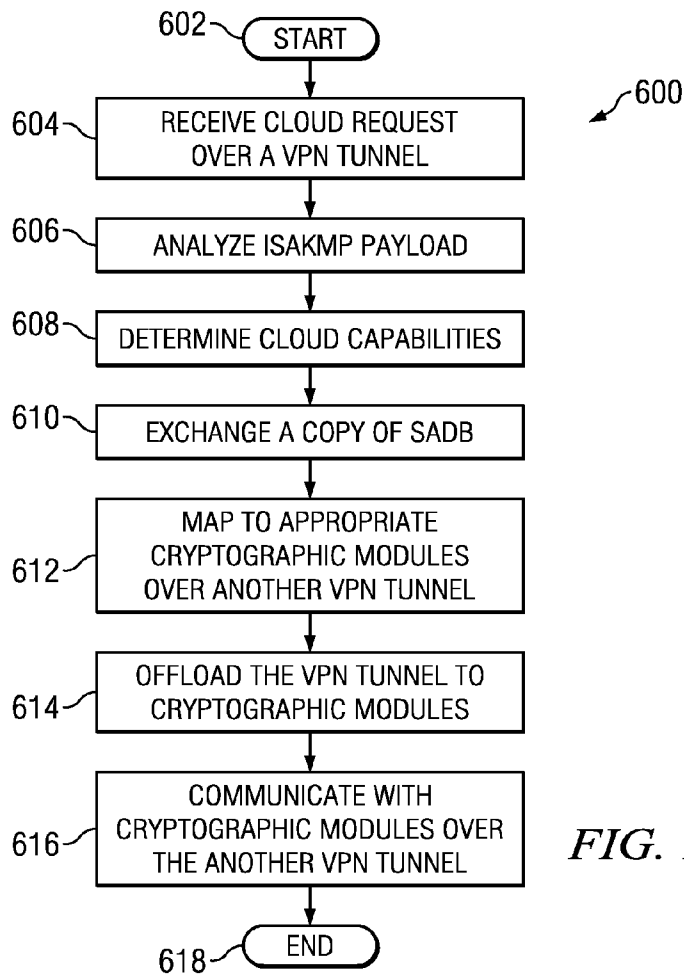 602
START
600
604
RECEIVE CLOUD REQUEST
OVER A VPN TUNNEL
606
ANALYZE ISAKMP PAYLOAD
608
DETERMINE CLOUD CAPABILITIES
610
EXCHANGE A COPY OF SADB
612
MAP TO APPROPRIATE
CRYPTOGRAPHIC MODULES
OVER ANOTHER VPN TUNNEL
614
OFFLOAD THE VPN TUNNEL TO
CRYPTOGRAPHIC MODULES
616
COMMUNICATE WITH
CRYPTOGRAPHIC MODULES OVER
THE ANOTHER VPN TUNNEL
FIG.
618
END